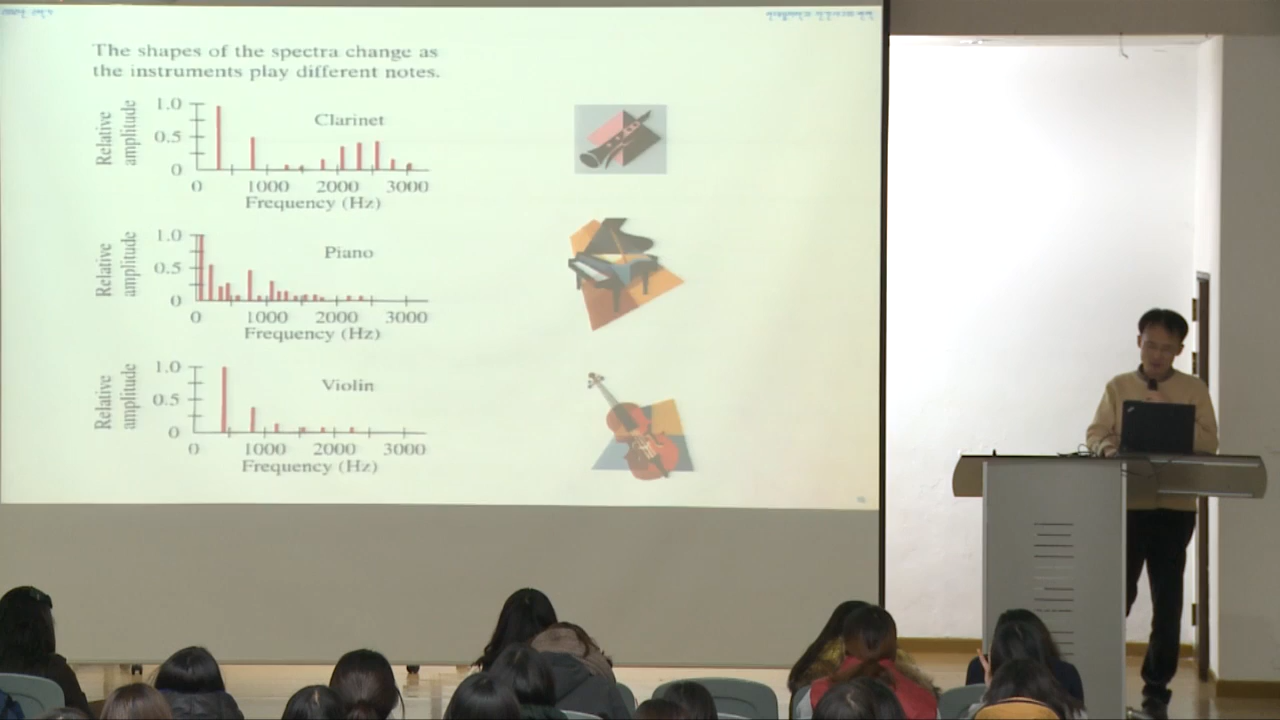 The shapes of the spectra change as
the instruments play different notes.
Relative
amplitude
1.0
0.5
0
Clarinet
0 1000 2000 3000
Frequency (Hz)
Relative
amplitude
1.0
0.5
0
Piano
0 1000 2000 3000
Frequency (Hz)
Relative
amplitude
1.0
0.5
0
Violin
0 1000 2000 3000
Frequency (Hz)